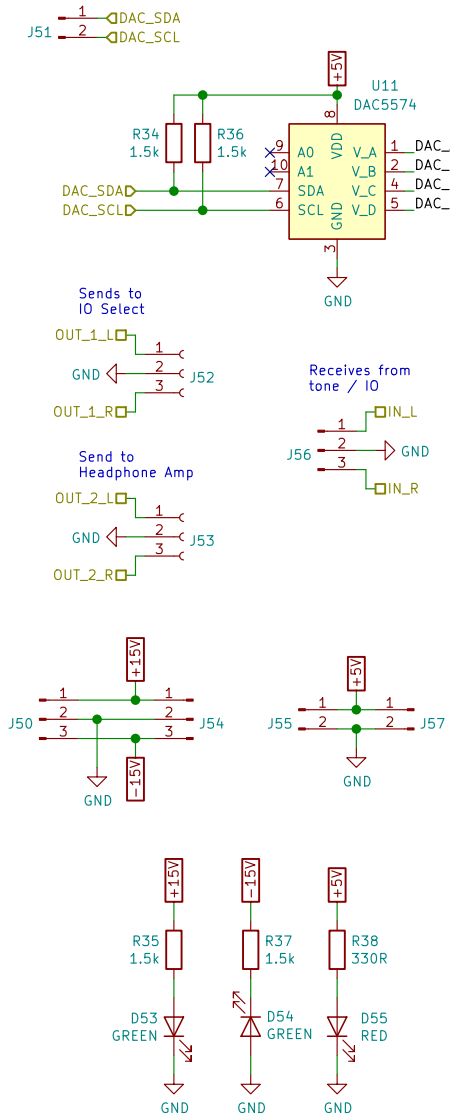 1 DAC_SDA
J51 2 DAC_SCL
+5V
U11
DAC5574
8
R34
1.5k
R36
1.5k
VDD
9 A0 V_A 1 DAC_
10 A1 V_B 2 DAC_
DAC_SDA 7 SDA V_C 4 DAC_
DAC_SCL 6 SCL V_D 5 DAC_
GND
3
GND
Sends to
IO Select
OUT_1_L
1
GND 2 J52
3
OUT_1_R
Receives from
tone / IO
IN_L
1
J56 2 GND
3
IN_R
Send to
Headphone Amp
OUT_2_L
1
GND 2 J53
3
OUT_2_R
+15V
1 1
J50 2 2 J54
3 3
GND
-15V
+5V
1 1
J55 2 2 J57
GND
+15V
R35
1.5k
D53
GREEN
GND
-15V
R37
1.5k
D54
GREEN
GND
+5V
R38
330R
D55
RED
GND